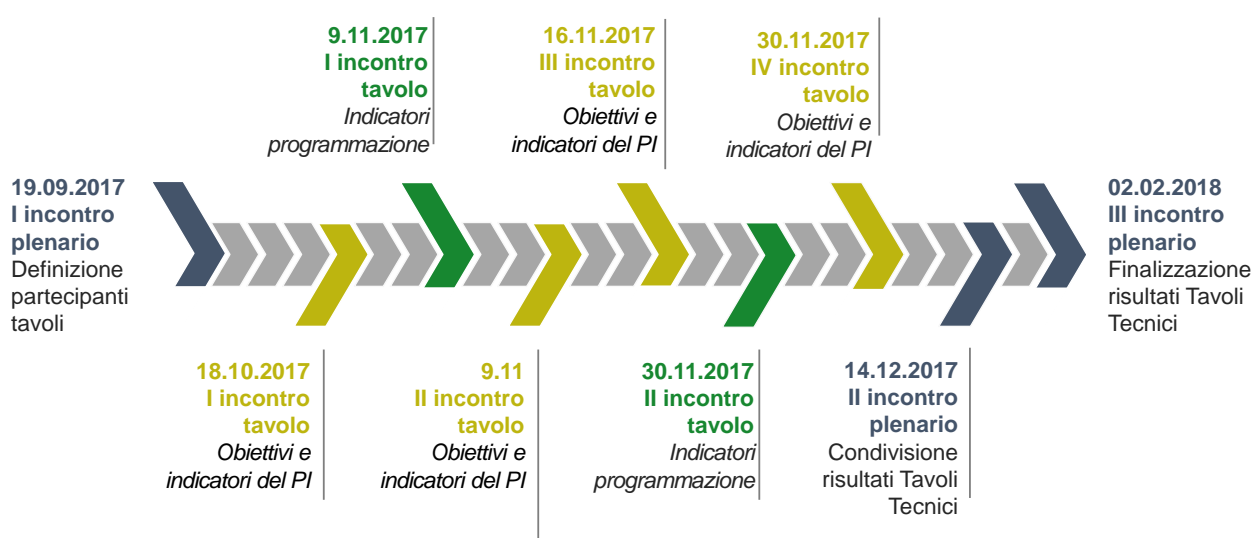 19.09.2017
I incontro
plenario
Definizione
partecipanti
tavoli
18.10.2017
I incontro
tavolo
Obiettivi e
indicatori del PI
9.11.2017
I incontro
tavolo
Indicatori
programmazione
9.11
II incontro
tavolo
Obiettivi e
indicatori del PI
16.11.2017
III incontro
tavolo
Obiettivi e
indicatori del PI
30.11.2017
II incontro
tavolo
Indicatori
programmazione
30.11.2017
IV incontro
tavolo
Obiettivi e
indicatori del PI
14.12.2017
II incontro
plenario
Condivisione
risultati Tavoli
Tecnici
02.02.2018
III incontro
plenario
Finalizzazione
risultati Tavoli
Tecnici